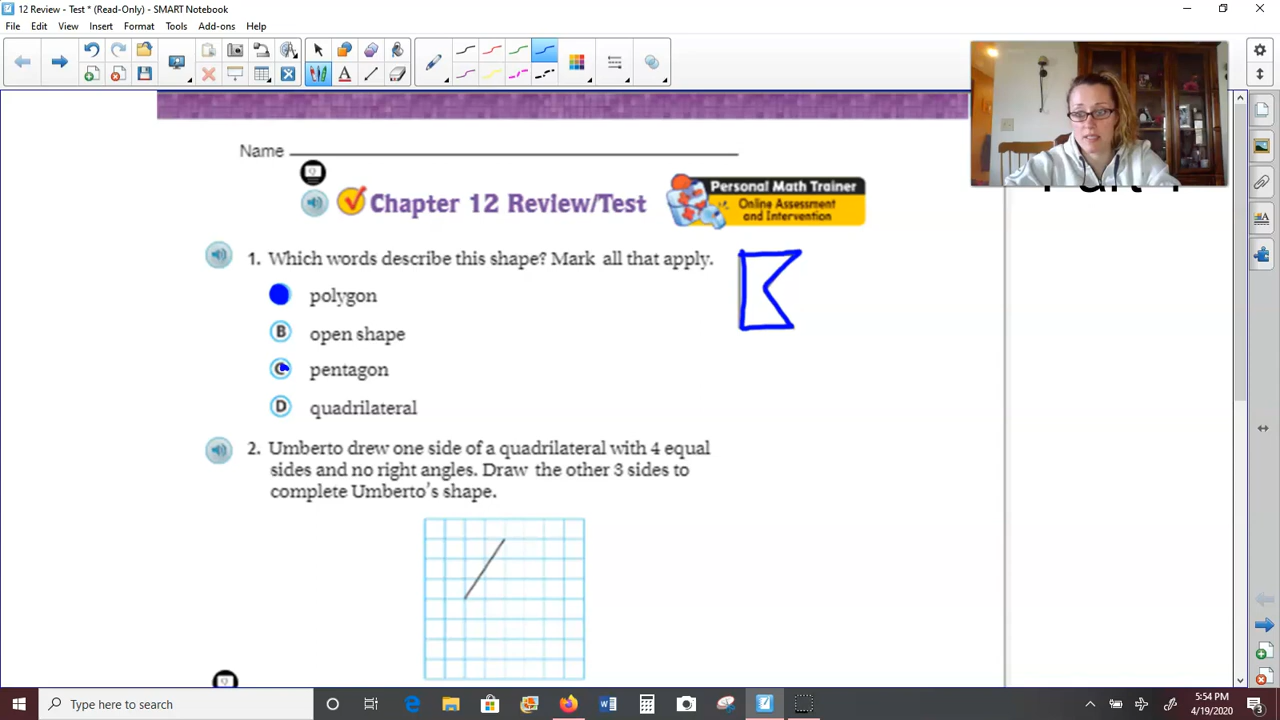 12 Review - Test * (Read-Only) - SMART Notebook
File Edit View Insert Format Tools Add-ons Help
Name
Chapter 12 Review/Test
Personal Math Trainer
Online Assessment
and Intervention
1. Which words describe this shape? Mark all that apply.
polygon
B open shape
C pentagon
D quadrilateral
2. Umberto drew one side of a quadrilateral with 4 equal
sides and no right angles. Draw the other 3 sides to
complete Umberto's shape.
Type here to search
5:54 PM
4/19/2020